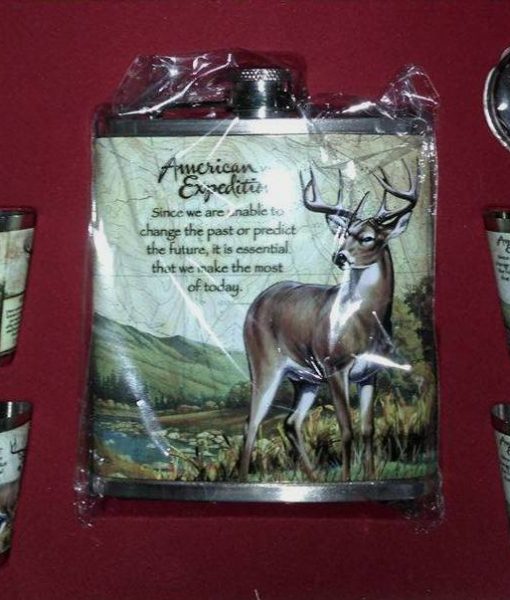 American
Expedition
Since we are unable to
change the past or predict
the future, it is essential
that we make the most
of today.